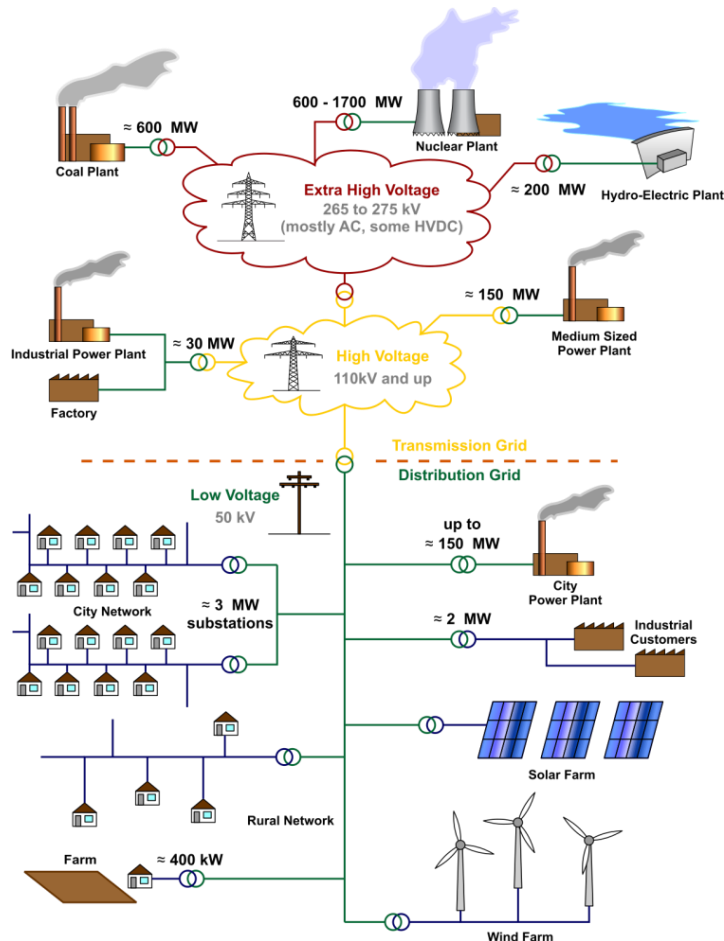 ≈ 600 MW
Coal Plant
600 - 1700 MW
Nuclear Plant
≈ 200 MW
Hydro-Electric Plant
Extra High Voltage
265 to 275 kV
(mostly AC, some HVDC)
≈ 150 MW
Medium Sized
Power Plant
Industrial Power Plant
≈ 30 MW
Factory
High Voltage
110kV and up
Transmission Grid
Distribution Grid
Low Voltage
50 kV
City Network
≈ 3 MW
substations
up to
≈ 150 MW
City
Power Plant
≈ 2 MW
Industrial
Customers
Solar Farm
Rural Network
Farm
≈ 400 kW
Wind Farm